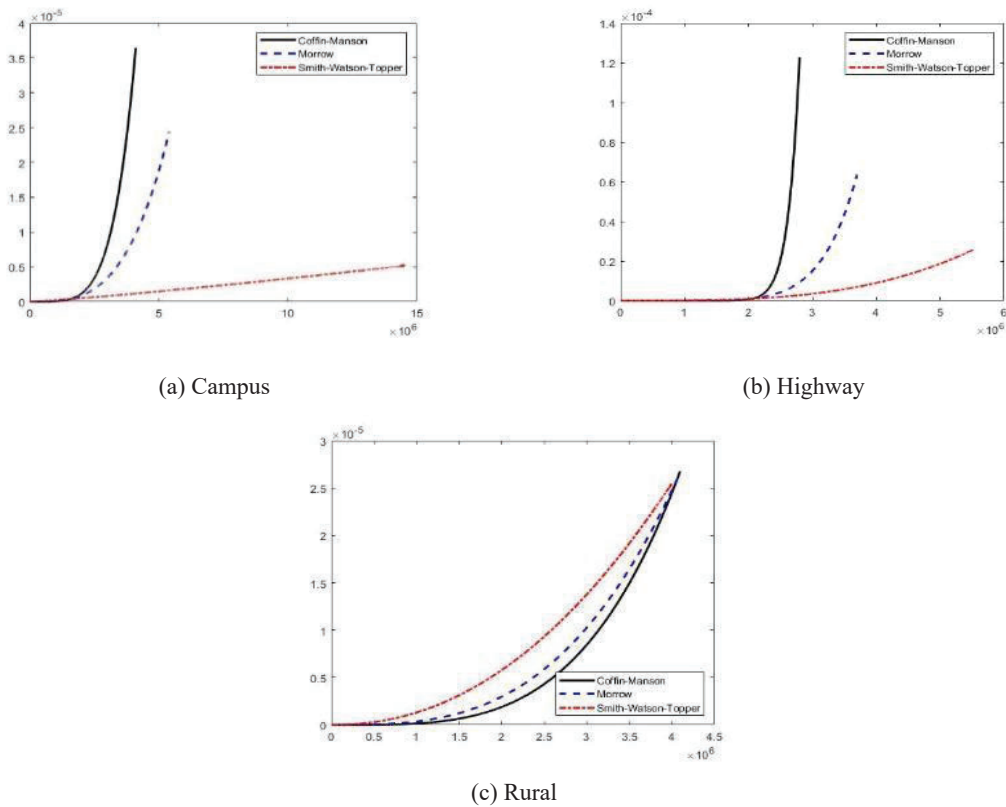 ×10⁻⁵
4
3.5
3
2.5
2
1.5
1
0.5
0
0 5 10 15
×10⁶
Coffin-Manson
Morrow
Smith-Watson-Topper
(a) Campus
×10⁻⁴
1.4
1.2
1
0.8
0.6
0.4
0.2
0
0 1 2 3 4 5 6
×10⁶
Coffin-Manson
Morrow
Smith-Watson-Topper
(b) Highway
×10⁻⁵
3
2.5
2
1.5
1
0.5
0
0 0.5 1 1.5 2 2.5 3 3.5 4 4.5
×10⁶
Coffin-Manson
Morrow
Smith-Watson-Topper
(c) Rural